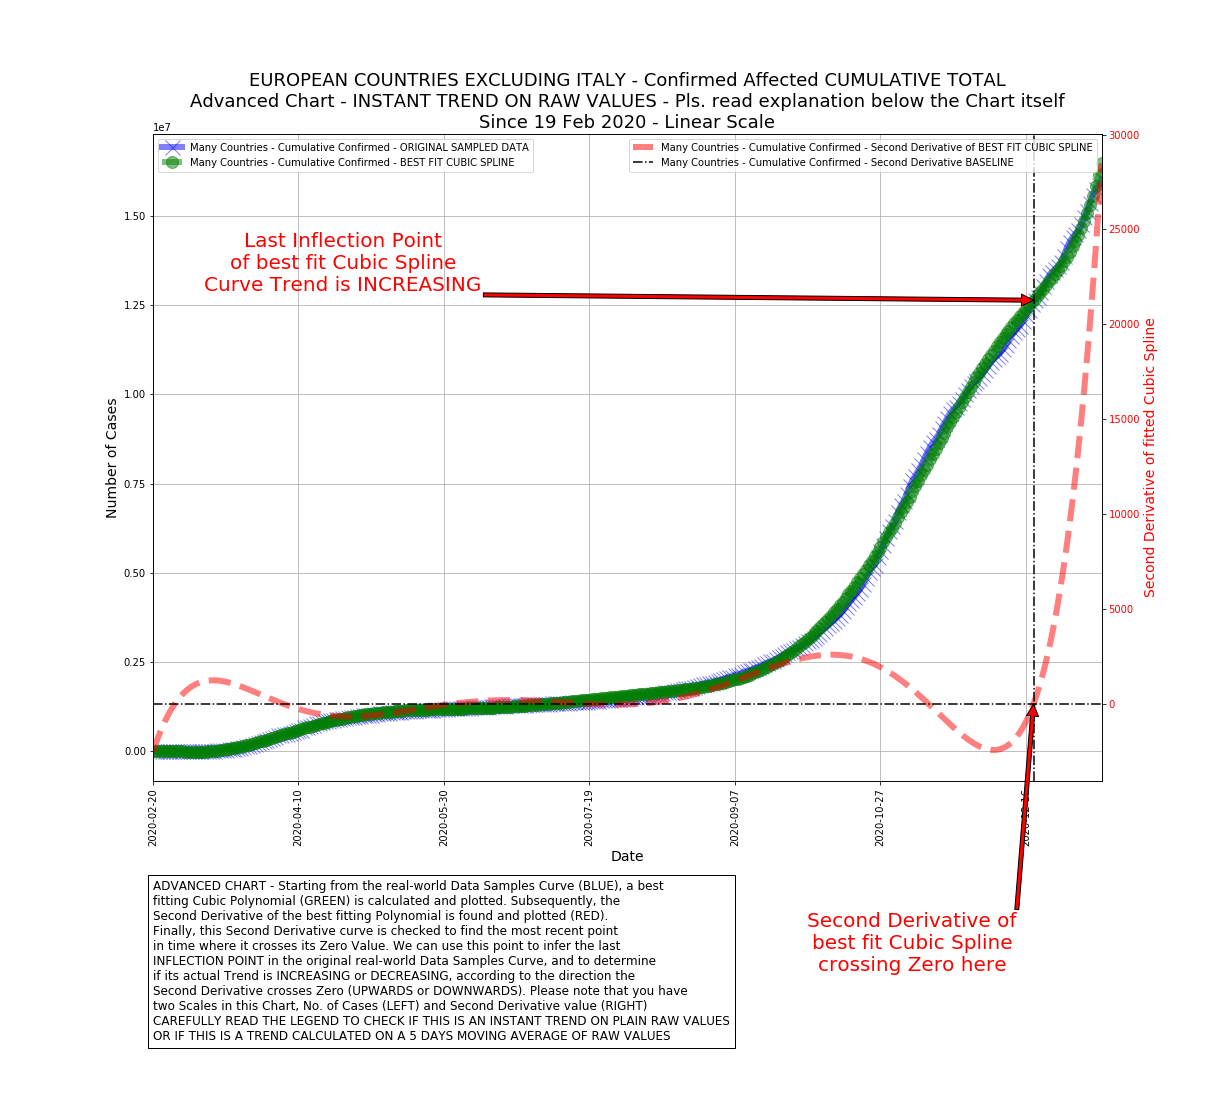 EUROPEAN COUNTRIES EXCLUDING ITALY - Confirmed Affected CUMULATIVE TOTAL
Advanced Chart - INSTANT TREND ON RAW VALUES - Pls. read explanation below the Chart itself
Since 19 Feb 2020 - Linear Scale
1e7
Many Countries - Cumulative Confirmed - ORIGINAL SAMPLED DATA
Many Countries - Cumulative Confirmed - BEST FIT CUBIC SPLINE
Many Countries - Cumulative Confirmed - Second Derivative of BEST FIT CUBIC SPLINE
Many Countries - Cumulative Confirmed - Second Derivative BASELINE
Last Inflection Point
of best fit Cubic Spline
Curve Trend is INCREASING
Number of Cases
1.50
1.25
1.00
0.75
0.50
0.25
0.00
30000
25000
20000
15000
10000
5000
0
Second Derivative of fitted Cubic Spline
2020-02-20
2020-04-10
2020-05-30
2020-07-19
2020-09-07
2020-10-27
2020-12-16
Date
ADVANCED CHART - Starting from the real-world Data Samples Curve (BLUE), a best
fitting Cubic Polynomial (GREEN) is calculated and plotted. Subsequently, the
Second Derivative of the best fitting Polynomial is found and plotted (RED).
Finally, this Second Derivative curve is checked to find the most recent point
in time where it crosses its Zero Value. We can use this point to infer the last
INFLECTION POINT in the original real-world Data Samples Curve, and to determine
if its actual Trend is INCREASING or DECREASING, according to the direction the
Second Derivative crosses Zero (UPWARDS or DOWNWARDS). Please note that you have
two Scales in this Chart, No. of Cases (LEFT) and Second Derivative value (RIGHT)
CAREFULLY READ THE LEGEND TO CHECK IF THIS IS AN INSTANT TREND ON PLAIN RAW VALUES
OR IF THIS IS A TREND CALCULATED ON A 5 DAYS MOVING AVERAGE OF RAW VALUES
Second Derivative of
best fit Cubic Spline
crossing Zero here